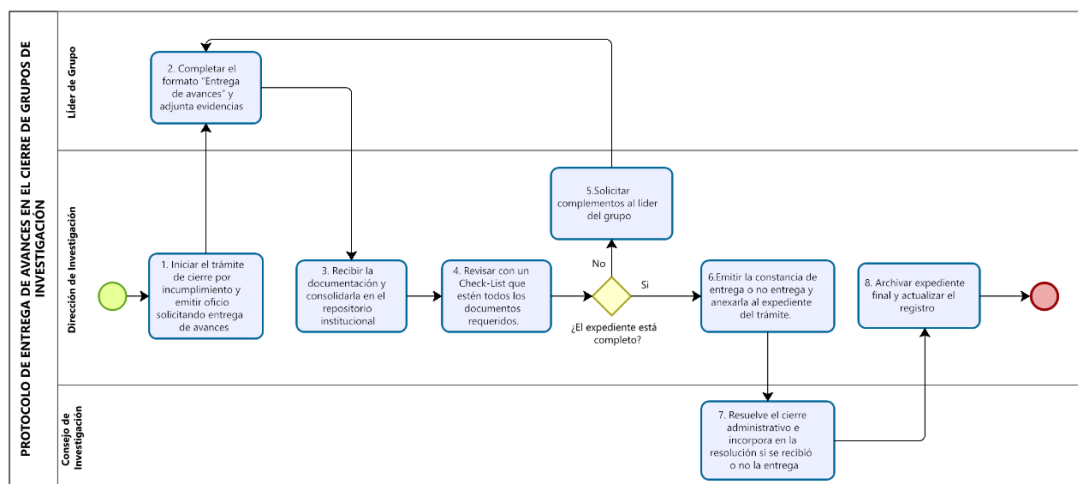 PROTOCOLO DE ENTREGA DE AVANCES EN EL CIERRE DE GRUPOS DE
INVESTIGACIÓN
Líder de Grupo
2. Completar el
formato "Entrega
de avances" y
adjunta evidencias
Dirección de Investigación
1. Iniciar el trámite
de cierre por
incumplimiento y
emitir oficio
solicitando entrega
de avances
3. Recibir la
documentación y
consolidarla en el
repositorio
institucional
4. Revisar con un
Check-List que
estén todos los
documentos
requeridos.
5.Solicitar
complementos al líder
del grupo
No
Si
¿El expediente está
completo?
6.Emitir la constancia de
entrega o no entrega y
anexarla al expediente
del trámite.
8. Archivar expediente
final y actualizar el
registro
Consejo de
Investigación
7. Resuelve el cierre
administrativo e
incorpora en la
resolución si se recibió
o no la entrega